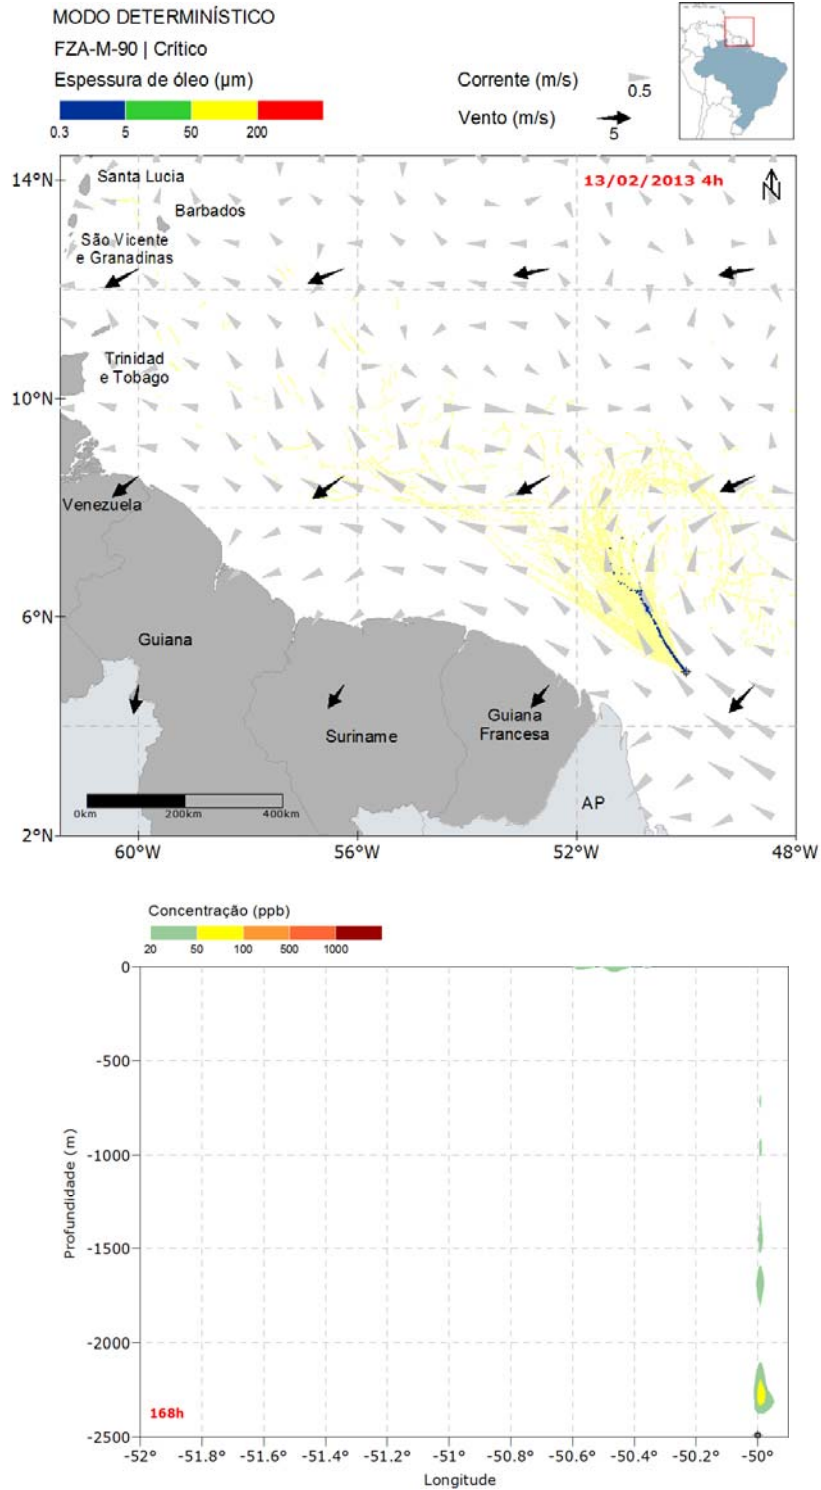 MODO DETERMINÍSTICO
FZA-M-90 | Crítico
Espessura de óleo (µm)
0.3 5 50 200
Corrente (m/s)
0.5
Vento (m/s)
5
13/02/2013 4h
N
14°N
10°N
6°N
2°N
60°W 56°W 52°W 48°W
Santa Lucia
Barbados
São Vicente
e Granadinas
Trinidad
e Tobago
Venezuela
Guiana
Suriname
Guiana
Francesa
AP
0km 200km 400km
Concentração (ppb)
20 50 100 500 1000
0
-500
-1000
-1500
-2000
-2500
Profundidade (m)
168h
-52° -51.8° -51.6° -51.4° -51.2° -51° -50.8° -50.6° -50.4° -50.2° -50°
Longitude